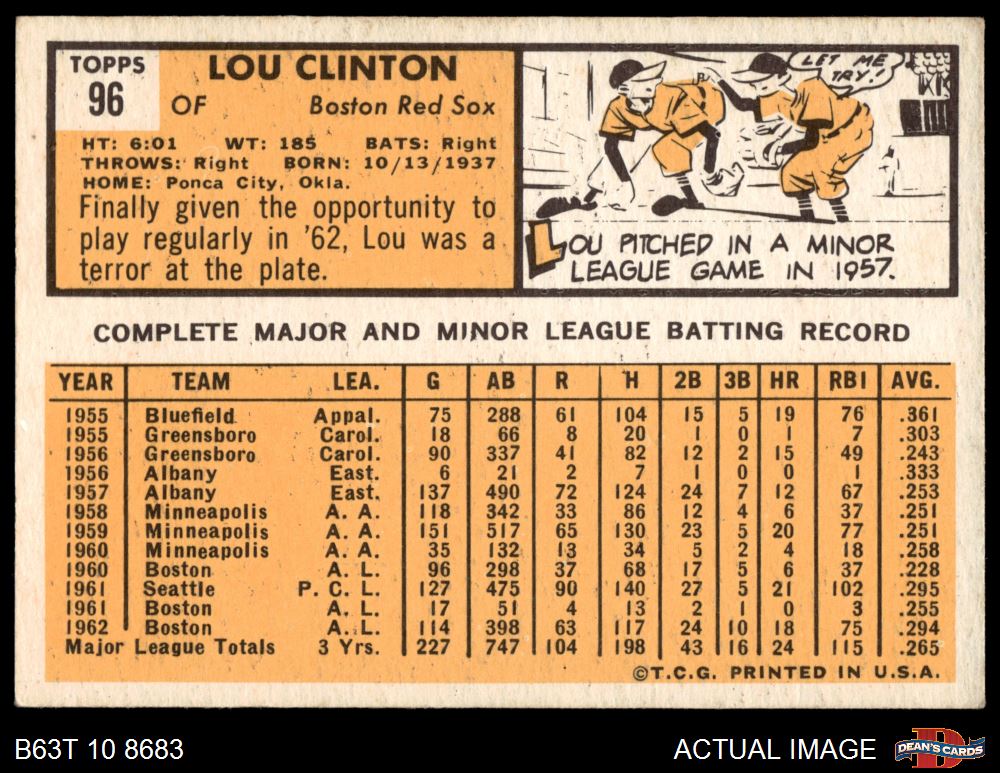 TOPPS
96
LOU CLINTON
OF Boston Red Sox
HT: 6:01 WT: 185 BATS: Right
THROWS: Right BORN: 10/13/1937
HOME: Ponca City, Okla.
Finally given the opportunity to
play regularly in '62, Lou was a
terror at the plate.
LET ME
TRY!
LOU PITCHED IN A MINOR
LEAGUE GAME IN 1957.
COMPLETE MAJOR AND MINOR LEAGUE BATTING RECORD
YEAR TEAM LEA. G AB R H 2B 3B HR RBI AVG.
1955 Bluefield Appal. 75 288 61 104 15 5 19 76 .361
1955 Greensboro Carol. 18 66 8 20 1 0 1 7 .303
1956 Greensboro Carol. 90 337 41 82 12 2 15 49 .243
1956 Albany East. 6 21 2 7 1 0 0 1 .333
1957 Albany East. 137 490 72 124 24 7 12 67 .253
1958 Minneapolis A. A. 118 342 33 86 12 4 6 37 .251
1959 Minneapolis A. A. 151 517 65 130 23 5 20 77 .251
1960 Minneapolis A. A. 35 132 13 34 5 2 4 18 .258
1960 Boston A. L. 96 298 37 68 17 5 6 37 .228
1961 Seattle P. C. L. 127 475 90 140 27 5 21 102 .295
1961 Boston A. L. 17 51 4 13 2 1 0 3 .255
1962 Boston A. L. 114 398 63 117 24 10 18 75 .294
Major League Totals 3 Yrs. 227 747 104 198 43 16 24 115 .265
©T.C.G. PRINTED IN U.S.A.
B63T 10 8683
ACTUAL IMAGE
D
DEAN'S CARDS